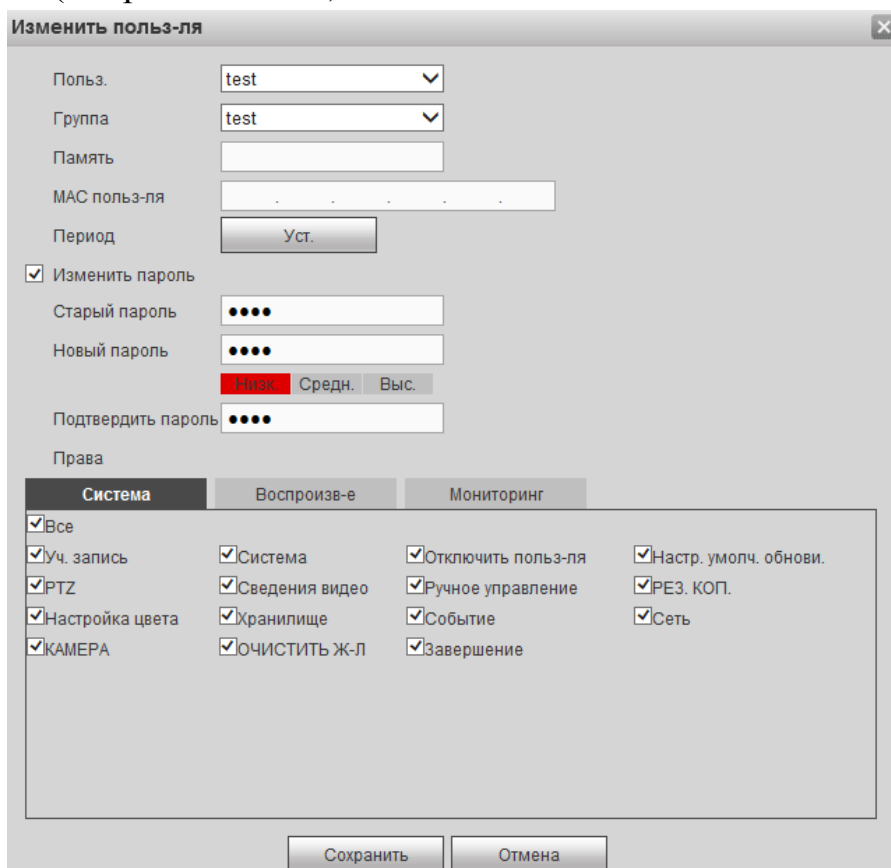 Изменить польз-ля
Польз. test
Группа test
Память
MAC польз-ля . . . . .
Период Уст.
Изменить пароль
Старый пароль ●●●●
Новый пароль ●●●●
Низк. Средн. Выс.
Подтвердить пароль ●●●●
Права
Система Воспроизв-е Мониторинг
Все
Уч. запись Система Отключить польз-ля Настр. умолч. обнови.
PTZ Сведения видео Ручное управление РЕЗ. КОП.
Настройка цвета Хранилище Событие Сеть
КАМЕРА ОЧИСТИТЬ Ж-Л Завершение
Сохранить Отмена